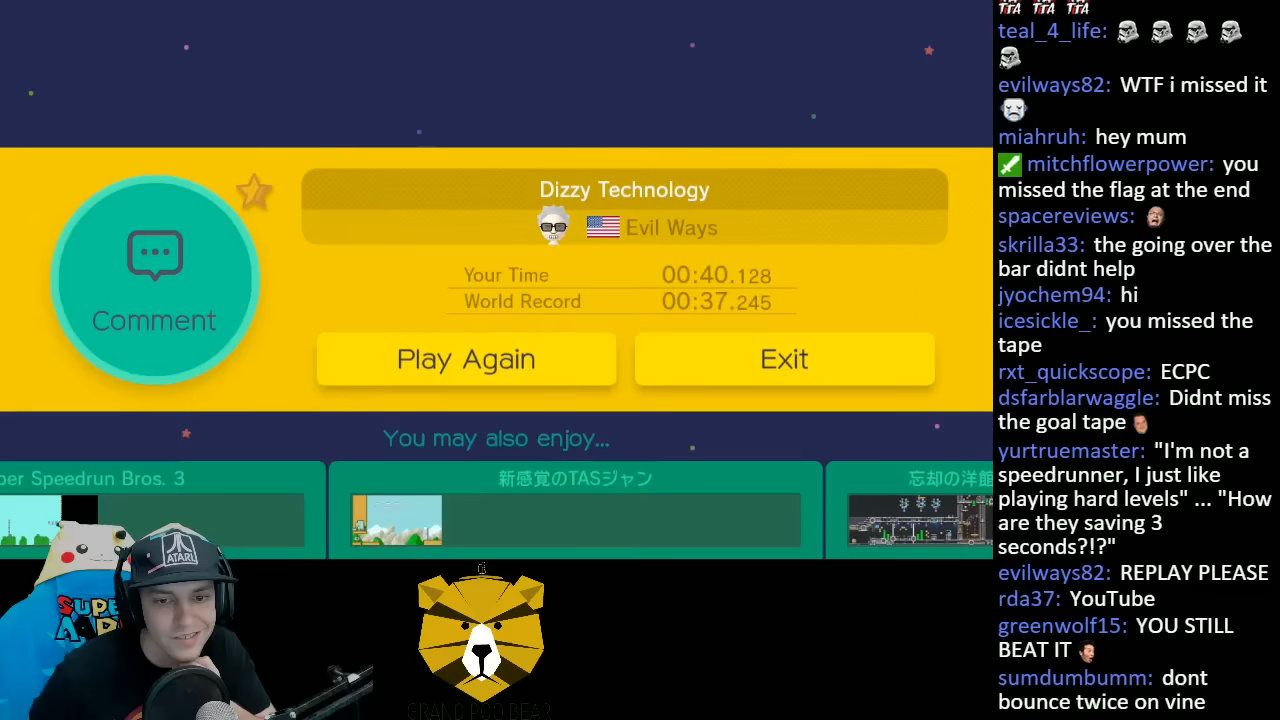 Dizzy Technology
Evil Ways
Comment
Your Time 00:40.128
World Record 00:37.245
Play Again
Exit
You may also enjoy...
per Speedrun Bros. 3
新感覚のTASジャン
忘却の洋館
ATARI
GRAND POO BEAR
teal_4_life:
evilways82: WTF i missed it
miahruh: hey mum
mitchflowerpower: you
missed the flag at the end
spacereviews:
skrilla33: the going over the
bar didnt help
jyochem94: hi
icesickle_: you missed the
tape
rxt_quickscope: ECPC
dsfarblarwaggle: Didnt miss
the goal tape
yurtruemaster: "I'm not a
speedrunner, I just like
playing hard levels" ... "How
are they saving 3
seconds?!?"
evilways82: REPLAY PLEASE
rda37: YouTube
greenwolf15: YOU STILL
BEAT IT
sumdumbumm: dont
bounce twice on vine